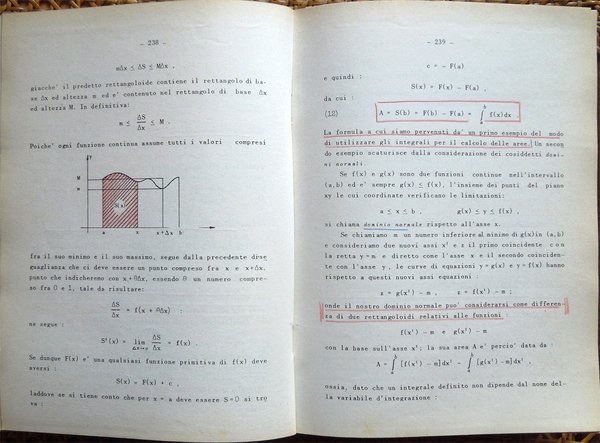 - 238 -
mΔx ≤ ΔS ≤ MΔx ,
giacche' il predetto rettangoloide contiene il rettangolo di ba-
se Δx ed altezza m ed e' contenuto nel rettangolo di base Δx
ed altezza M. In definitiva:
m ≤ ΔS/Δx ≤ M .
Poiche' ogni funzione continua assume tutti i valori compresi
y
M
m
S(x)
a x x+Δx b x
fra il suo minimo e il suo massimo, segue dalla precedente disu
guaglianza che ci deve essere un punto compreso fra x e x+Δx,
punto che indicheremo con x+θΔx, essendo θ un numero compre-
so fra 0 e 1, tale da risultare:
ΔS/Δx = f(x + θΔx) :
ne segue :
S'(x) = lim Δx→0 ΔS/Δx = f(x) .
Se dunque F(x) e' una qualsiasi funzione primitiva di f(x) deve
aversi :
S(x) = F(x) + c ,
laddove se si tiene conto che per x = a deve essere S=0 si tro
va :
- 239 -
c = - F(a)
e quindi :
S(x) = F(x) - F(a) ,
da cui :
(12) A = S(b) = F(b) - F(a) = ∫ₐᵇ f(x)dx .
La formula a cui siamo pervenuti da' un primo esempio del modo
di utilizzare gli integrali per il calcolo delle aree. Un secon
do esempio scaturisce dalla considerazione dei cosiddetti domi-
ni normali.
Se f(x) e g(x) sono due funzioni continue nell'intervallo
(a,b) ed e' sempre g(x) ≤ f(x), l'insieme dei punti del piano
xy le cui coordinate verificano le limitazioni:
a ≤ x ≤ b , g(x) ≤ y ≤ f(x) ,
si chiama dominio normale rispetto all'asse x.
Se chiamiamo m un numero inferiore al minimo di g(x) in (a,b)
e consideriamo due nuovi assi x' e z il primo coincidente con
la retta y=m e diretto come l'asse x e il secondo coinciden-
te con l'asse y, le curve di equazioni y=g(x) e y=f(x) hanno
rispetto a questi nuovi assi equazioni :
z = g(x') - m , z = f(x') - m ;
onde il nostro dominio normale puo' considerarsi come differen-
za di due rettangoloidi relativi alle funzioni :
f(x') - m e g(x') - m
con la base sull'asse x'; la sua area A e' percio' data da :
A = ∫ₐᵇ [f(x') - m]dx' - ∫ₐᵇ [g(x') - m]dx' ,
ossia, dato che un integrale definito non dipende dal nome del-
la variabile d'integrazione :